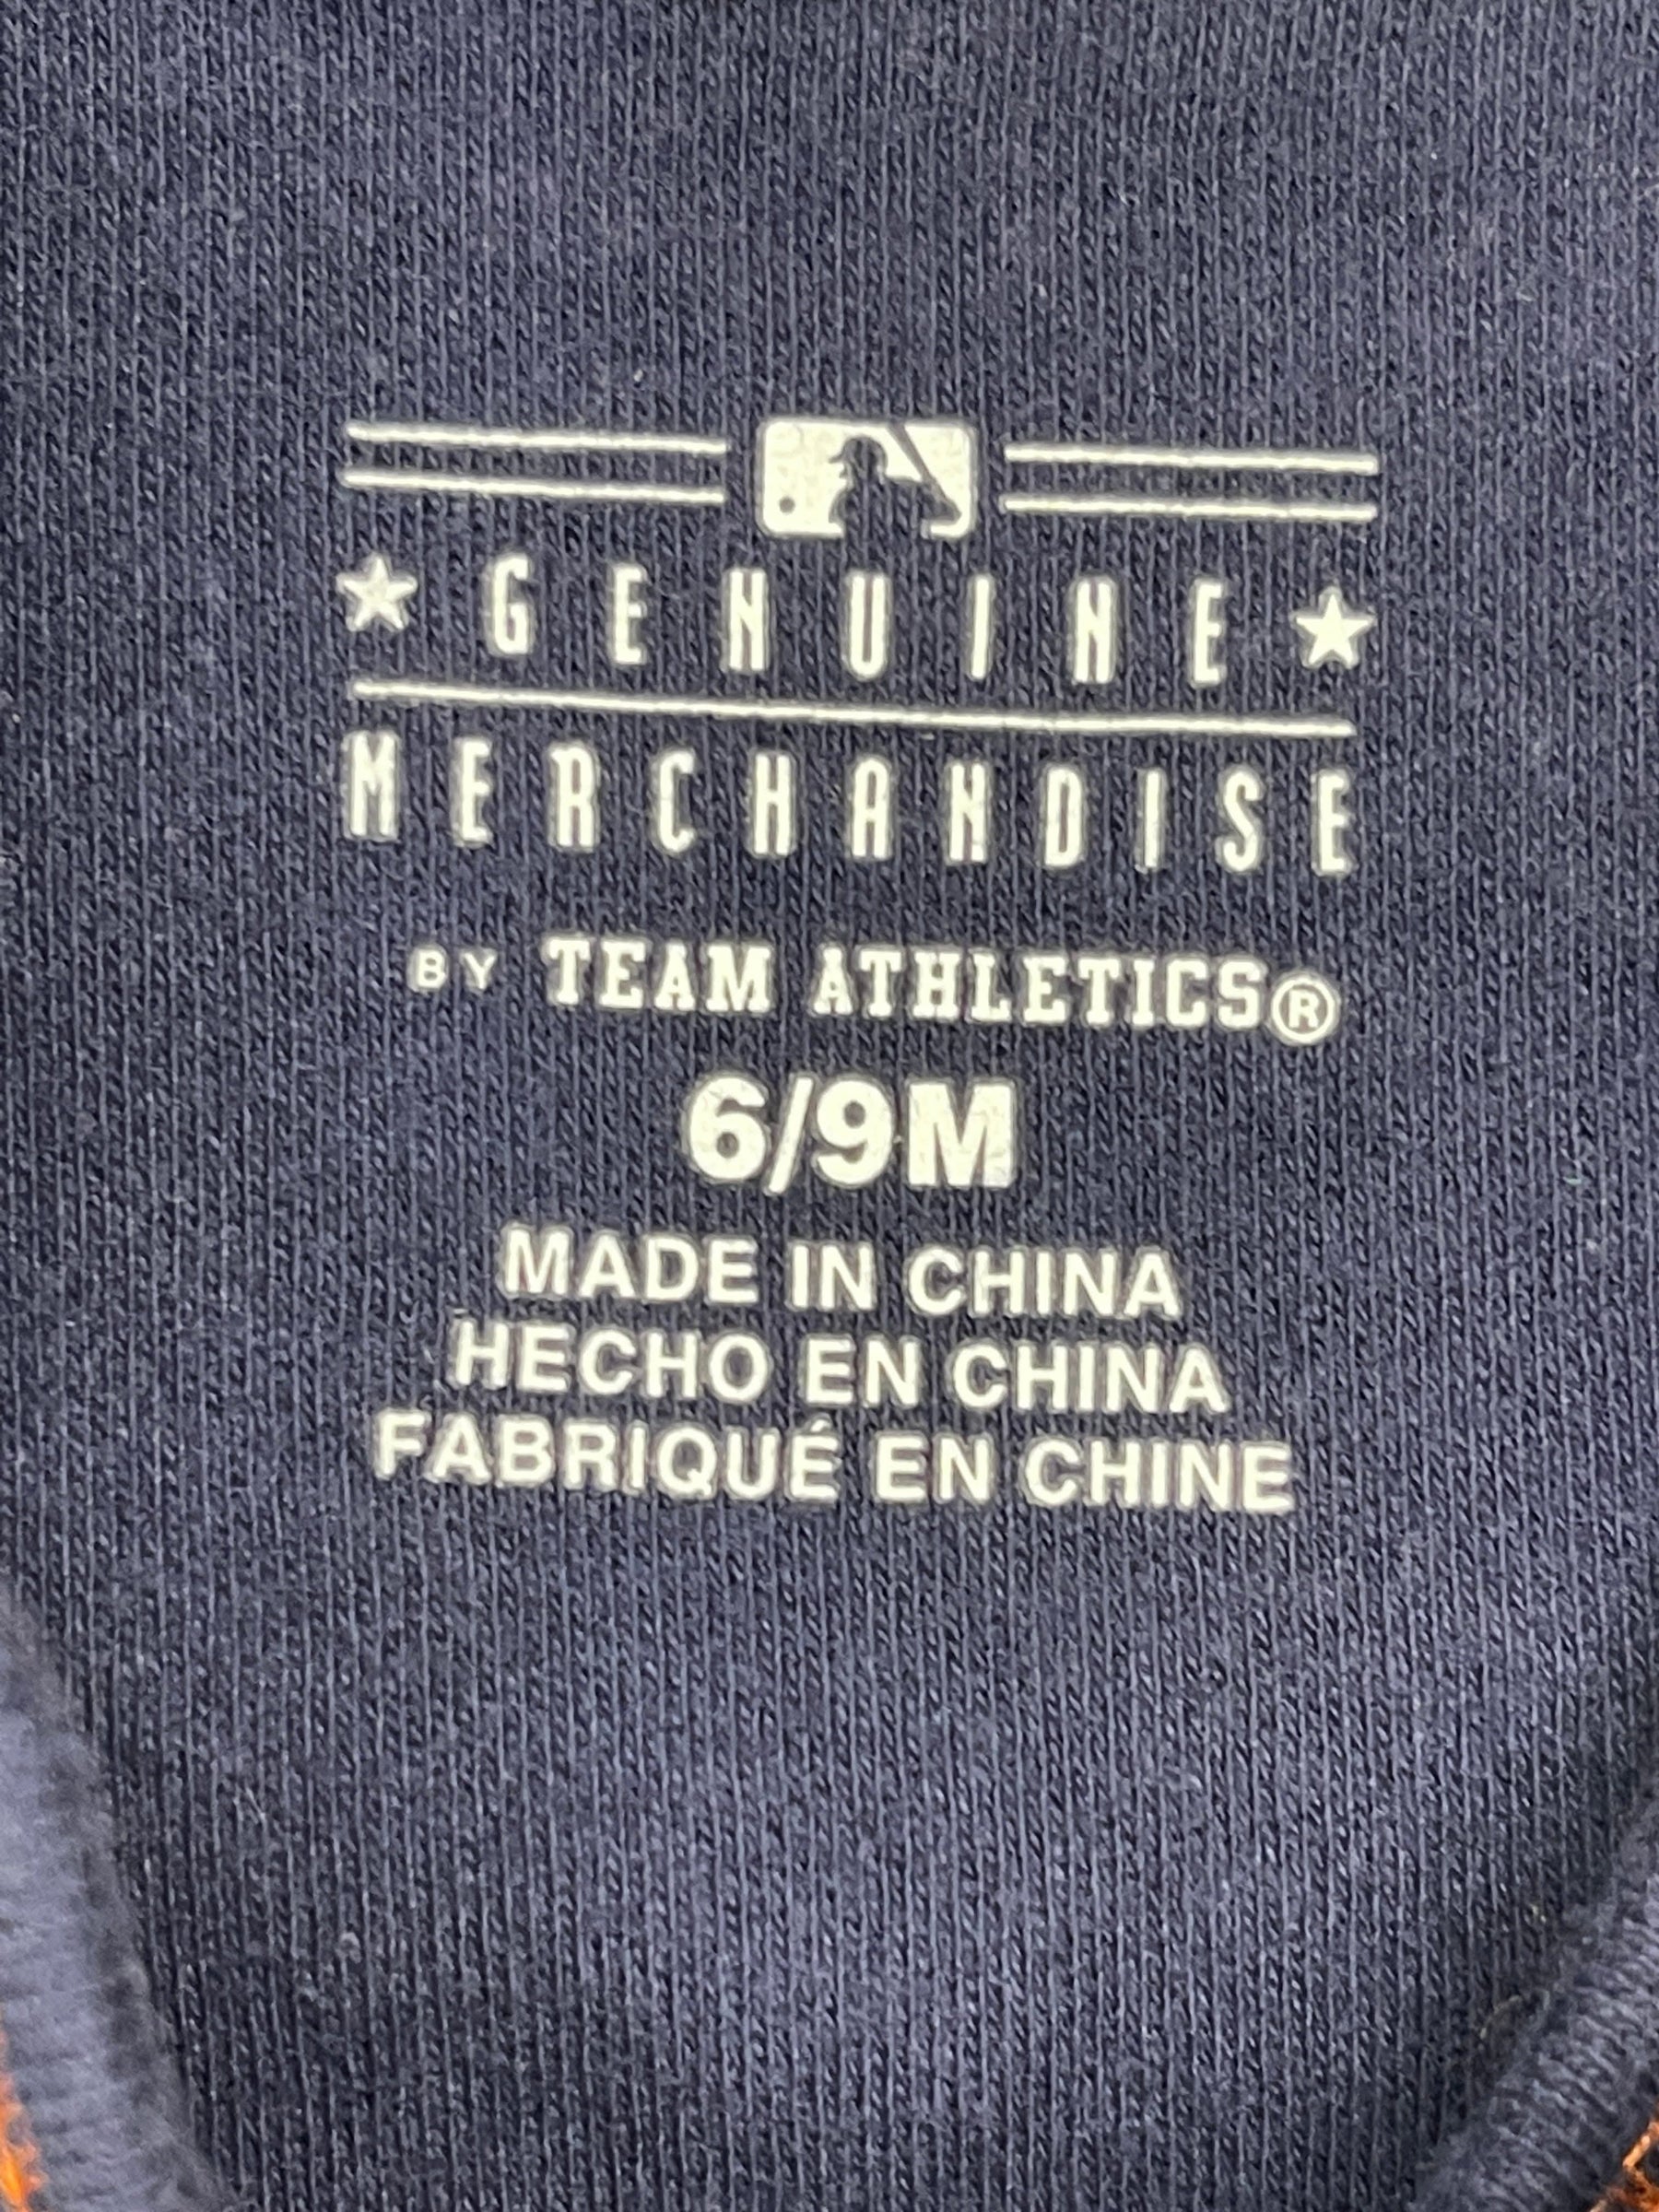 GENUINE
MERCHANDISE
BY TEAM ATHLETICS®
6/9M
MADE IN CHINA
HECHO EN CHINA
FABRIQUÉ EN CHINE